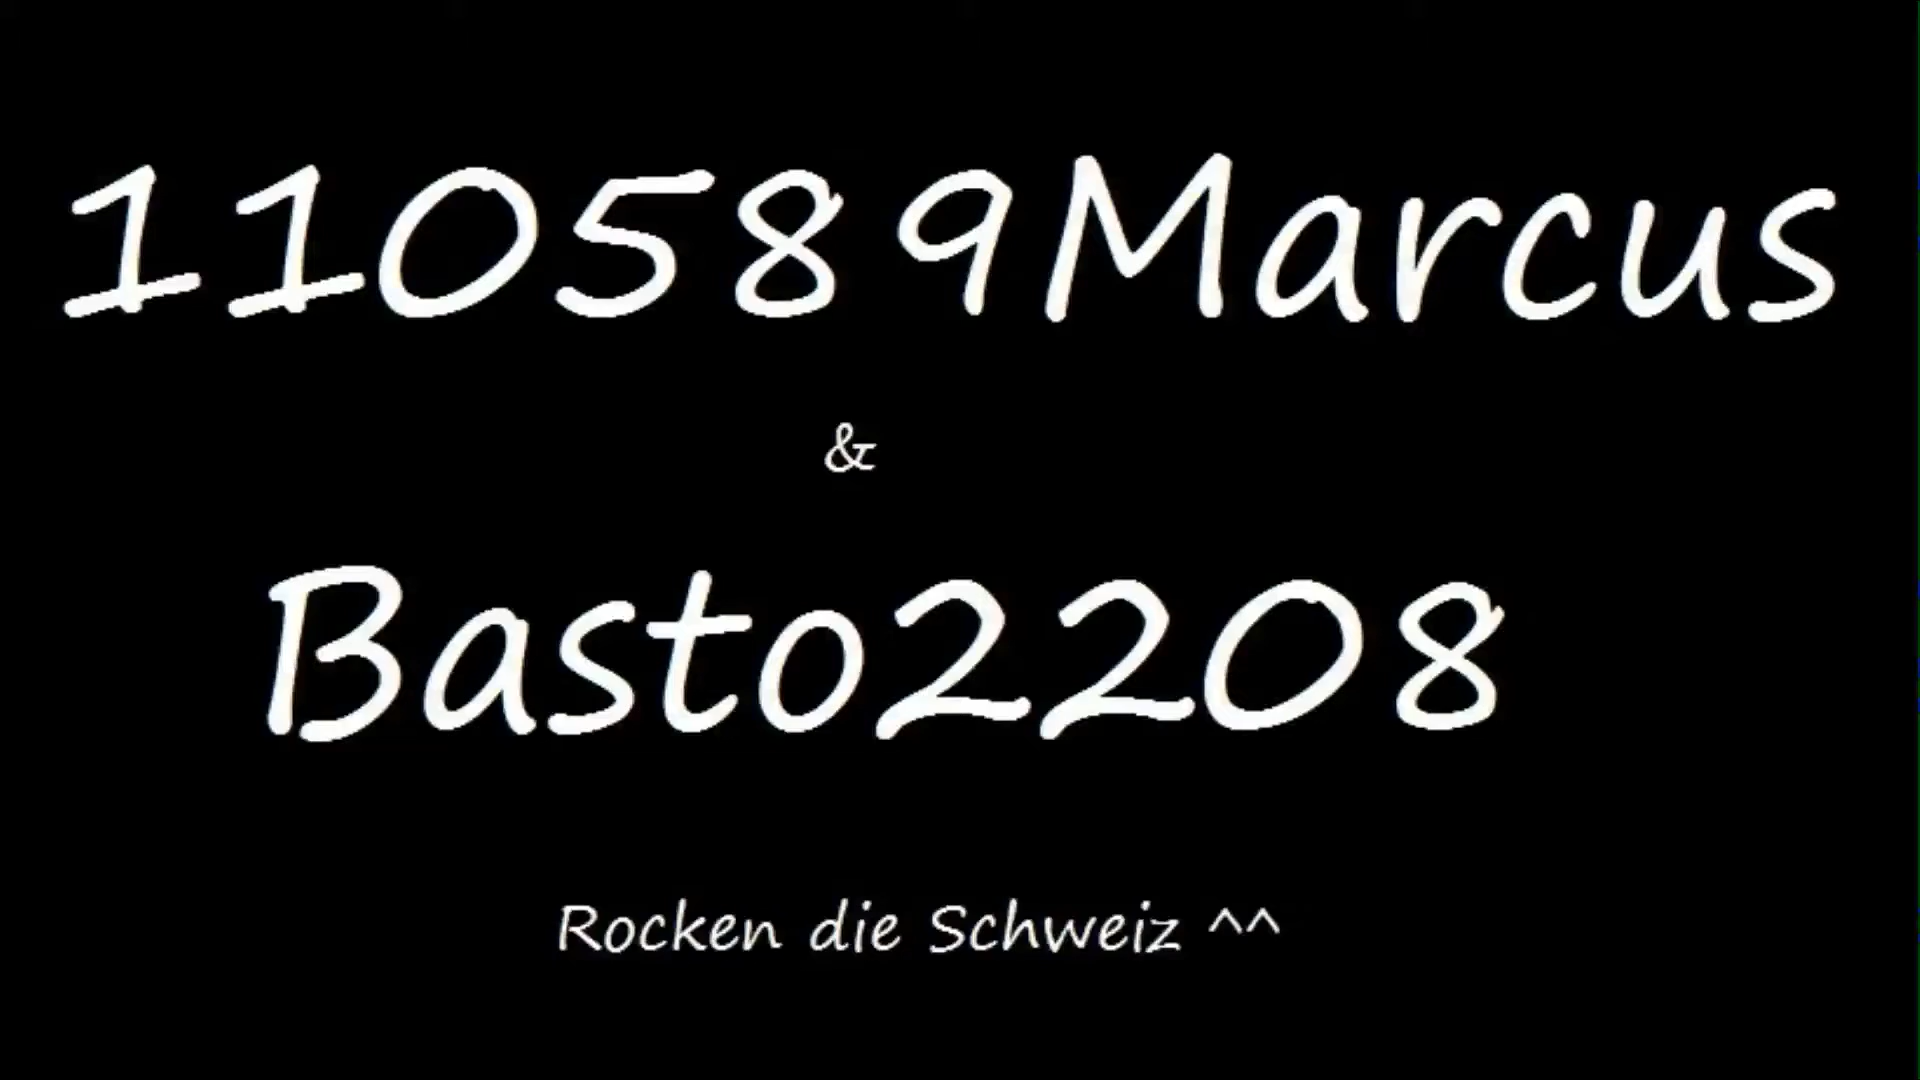 110589Marcus
&
Basto2208
Rocken die Schweiz ^^